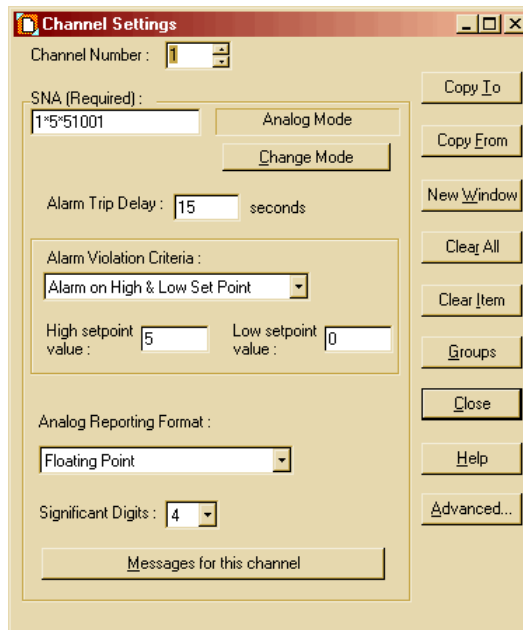 Channel Settings
Channel Number : 1
SNA (Required) :
1*5*51001
Analog Mode
Change Mode
Alarm Trip Delay : 15 seconds
Alarm Violation Criteria :
Alarm on High & Low Set Point
High setpoint value : 5
Low setpoint value : 0
Analog Reporting Format :
Floating Point
Significant Digits : 4
Messages for this channel
Copy To
Copy From
New Window
Clear All
Clear Item
Groups
Close
Help
Advanced...